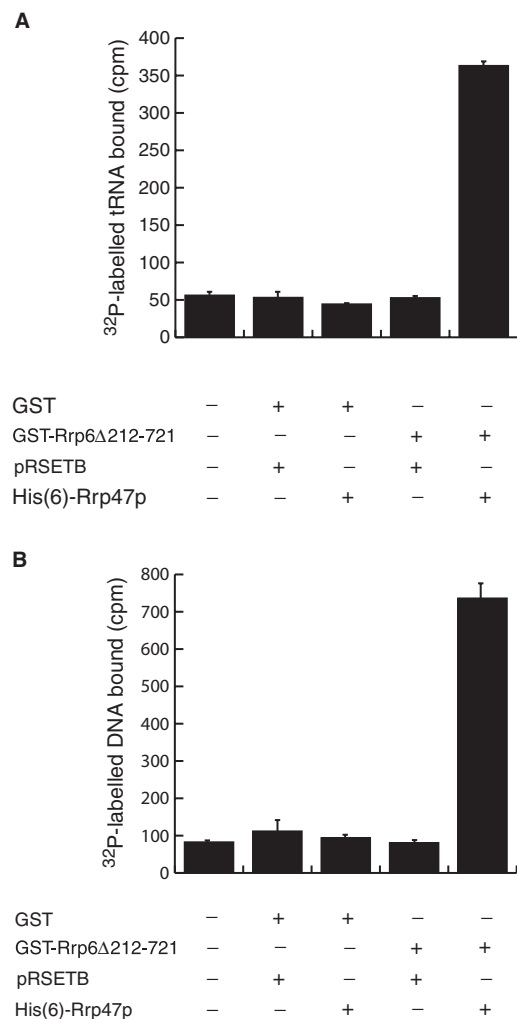 A
400
350
300
250
200
150
100
50
0
32P-labelled tRNA bound (cpm)
GST – + + – –
GST-Rrp6Δ212-721 – – – + +
pRSETB – + – + –
His(6)-Rrp47p – – + – +
B
800
700
600
500
400
300
200
100
0
32P-labelled DNA bound (cpm)
GST – + + – –
GST-Rrp6Δ212-721 – – – + +
pRSETB – + – + –
His(6)-Rrp47p – – + – +